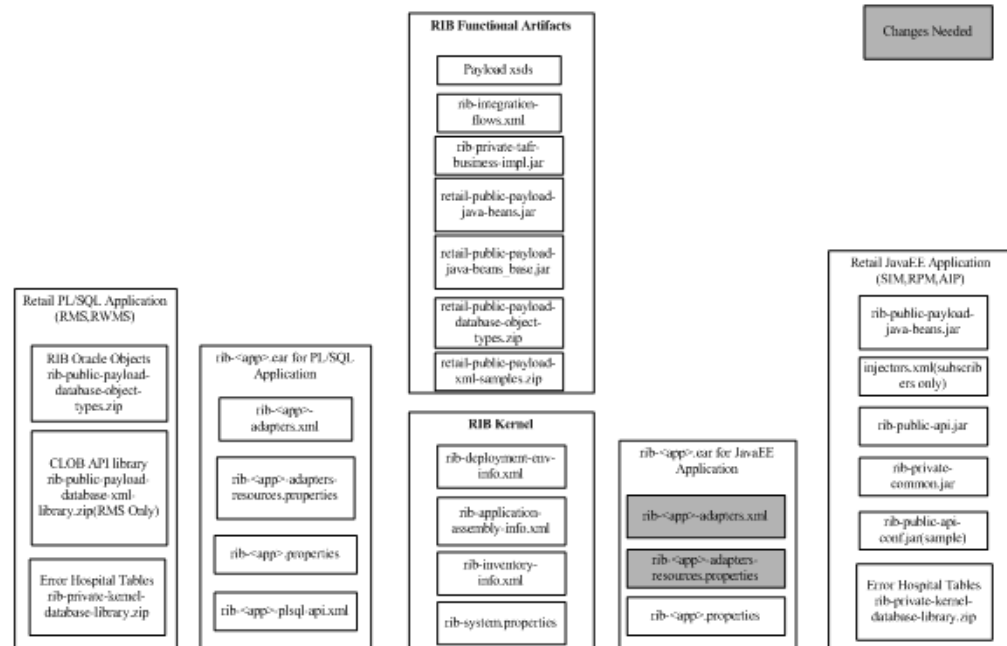 RIB Functional Artifacts
Payload xsds
rib-integration-
flows.xml
rib-private-tafr-
business-impl.jar
retail-public-payload-
java-beans.jar
retail-public-payload-
java-beans_base.jar
retail-public-payload-
database-object-
types.zip
retail-public-payload-
xml-samples.zip
Changes Needed
Retail PL/SQL Application
(RMS,RWMS)
RIB Oracle Objects
rib-public-payload-
database-object-
types.zip
CLOB API library
rib-public-payload-
database-xml-
library.zip(RMS Only)
Error Hospital Tables
rib-private-kernel-
database-library.zip
rib-<app>.ear for PL/SQL
Application
rib-<app>-
adapters.xml
rib-<app>-adapters-
resources.properties
rib-<app>.properties
rib-<app>-plsql-api.xml
RIB Kernel
rib-deployment-env-
info.xml
rib-application-
assembly-info.xml
rib-inventory-
info.xml
rib-system.properties
rib-<app>.ear for JavaEE
Application
rib-<app>-adapters.xml
rib-<app>-adapters-
resources.properties
rib-<app>.properties
Retail JavaEE Application
(SIM,RPM,AIP)
rib-public-payload-
java-beans.jar
injectors.xml(subscrib
ers only)
rib-public-api.jar
rib-private-
common.jar
rib-public-api-
conf.jar(sample)
Error Hospital Tables
rib-private-kernel-
database-library.zip